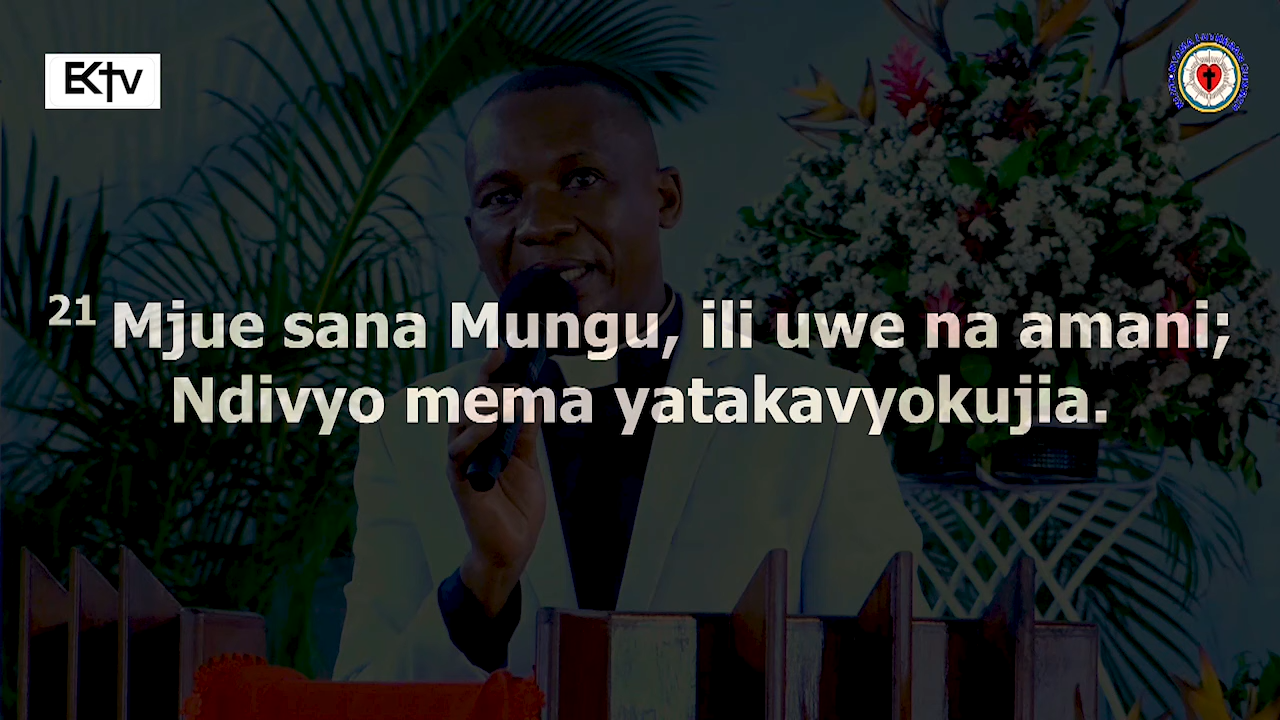 EKtv
21 Mjue sana Mungu, ili uwe na amani;
Ndivyo mema yatakavyokujia.